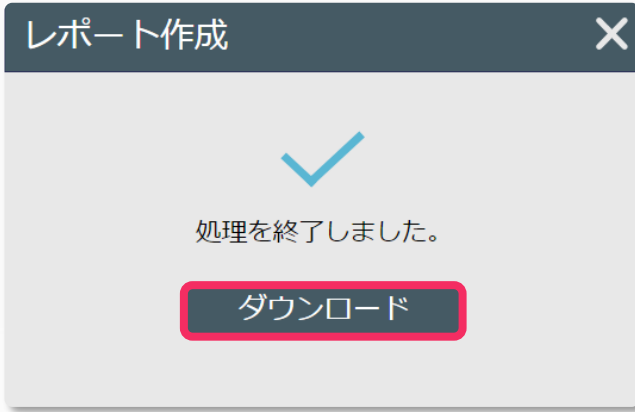 レポート作成
処理を終了しました。
ダウンロード